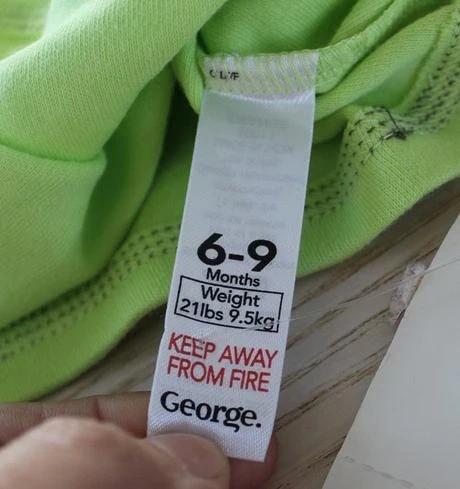 6-9
Months
Weight
21lbs 9.5kg
KEEP AWAY
FROM FIRE
George.